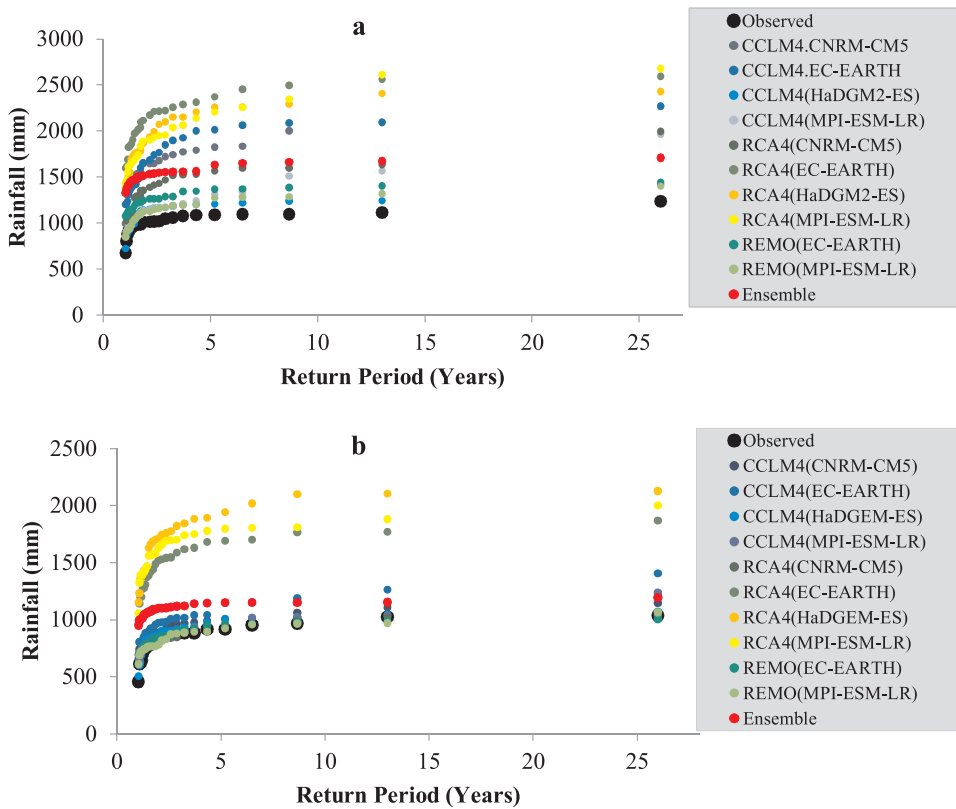 a
3000
2500
2000
1500
1000
500
0
Rainfall (mm)
0 5 10 15 20 25
Return Period (Years)
Observed
CCLM4.CNRM-CM5
CCLM4.EC-EARTH
CCLM4(HaDGM2-ES)
CCLM4(MPI-ESM-LR)
RCA4(CNRM-CM5)
RCA4(EC-EARTH)
RCA4(HaDGM2-ES)
RCA4(MPI-ESM-LR)
REMO(EC-EARTH)
REMO(MPI-ESM-LR)
Ensemble
b
2500
2000
1500
1000
500
0
Rainfall (mm)
0 5 10 15 20 25
Return Period (Years)
Observed
CCLM4(CNRM-CM5)
CCLM4(EC-EARTH)
CCLM4(HaDGEM-ES)
CCLM4(MPI-ESM-LR)
RCA4(CNRM-CM5)
RCA4(EC-EARTH)
RCA4(HaDGEM-ES)
RCA4(MPI-ESM-LR)
REMO(EC-EARTH)
REMO(MPI-ESM-LR)
Ensemble